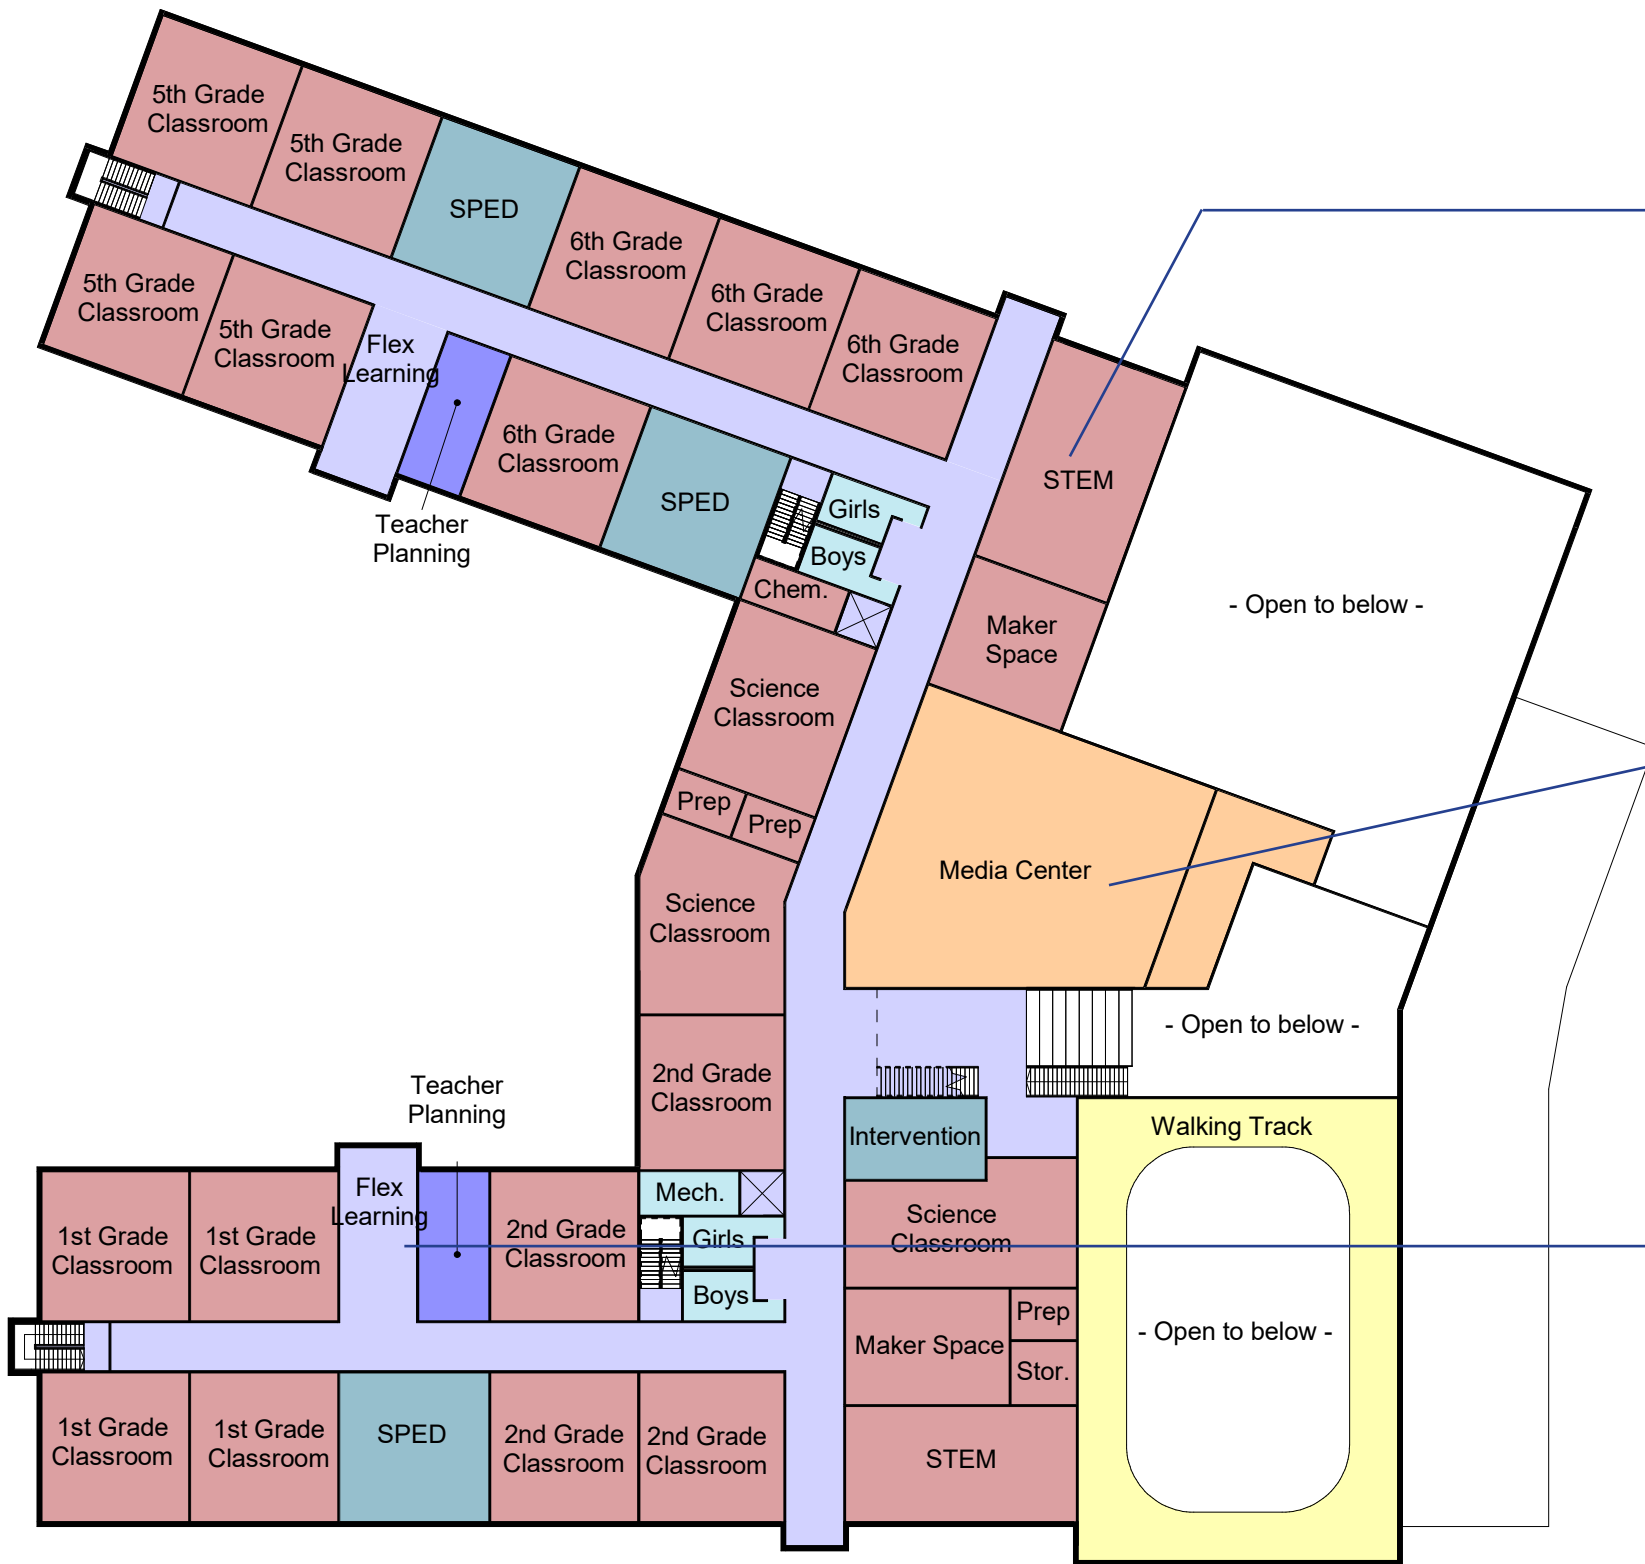 5th Grade
Classroom
5th Grade
Classroom
SPED
6th Grade
Classroom
6th Grade
Classroom
6th Grade
Classroom
5th Grade
Classroom
5th Grade
Classroom
Flex
Learning
Teacher
Planning
6th Grade
Classroom
SPED
Girls
Boys
Chem.
STEM
Maker
Space
- Open to below -
Science
Classroom
Prep
Prep
Science
Classroom
Media Center
- Open to below -
2nd Grade
Classroom
Teacher
Planning
Intervention
Walking Track
Mech.
Flex
Learning
1st Grade
Classroom
1st Grade
Classroom
2nd Grade
Classroom
Girls
Boys
Science
Classroom
Maker Space
Prep
Stor.
- Open to below -
1st Grade
Classroom
1st Grade
Classroom
SPED
2nd Grade
Classroom
2nd Grade
Classroom
STEM